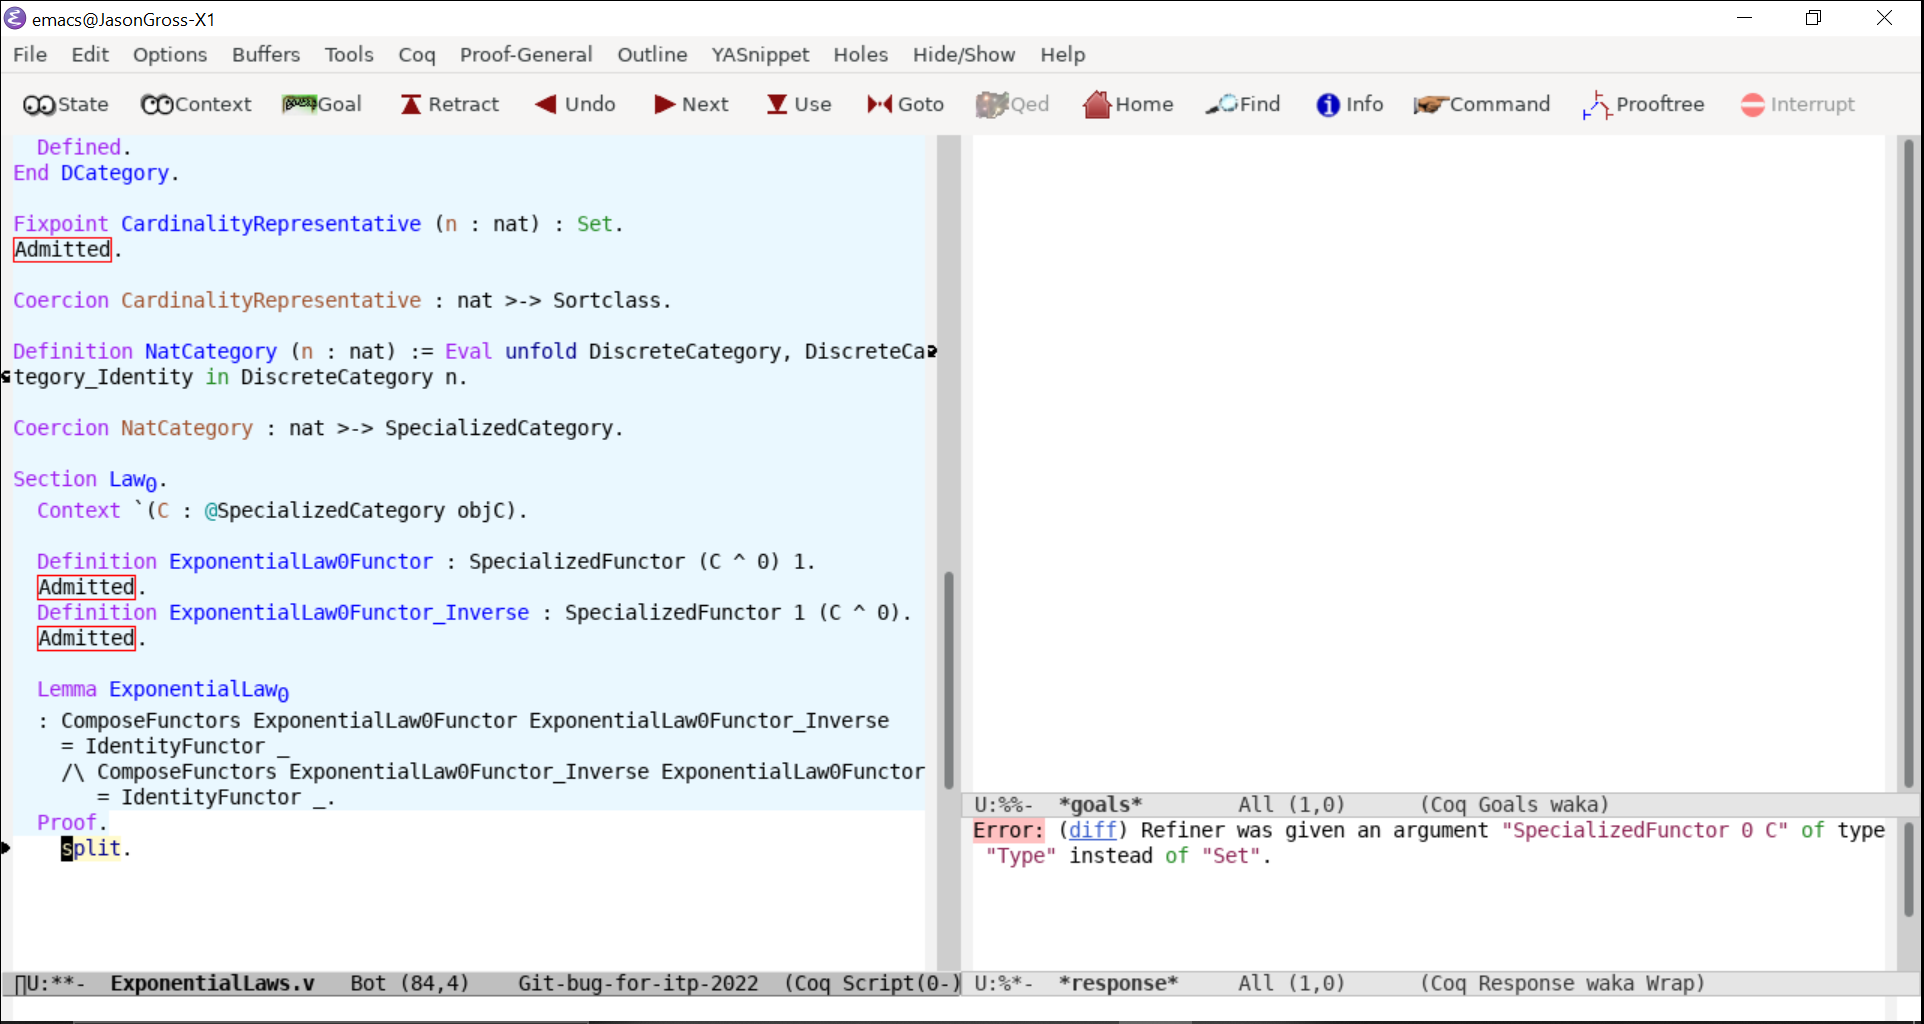 emacs@JasonGross-X1
File Edit Options Buffers Tools Coq Proof-General Outline YASnippet Holes Hide/Show Help
State Context Goal Retract Undo Next Use Goto Qed Home Find Info Command Prooftree Interrupt
Defined.
End DCategory.
Fixpoint CardinalityRepresentative (n : nat) : Set.
Admitted.
Coercion CardinalityRepresentative : nat >-> Sortclass.
Definition NatCategory (n : nat) := Eval unfold DiscreteCategory, DiscreteCa
tegory_Identity in DiscreteCategory n.
Coercion NatCategory : nat >-> SpecializedCategory.
Section Law₀.
Context `(C : @SpecializedCategory objC).
Definition ExponentialLaw0Functor : SpecializedFunctor (C ^ 0) 1.
Admitted.
Definition ExponentialLaw0Functor_Inverse : SpecializedFunctor 1 (C ^ 0).
Admitted.
Lemma ExponentialLaw₀
: ComposeFunctors ExponentialLaw0Functor ExponentialLaw0Functor_Inverse
= IdentityFunctor _
/\ ComposeFunctors ExponentialLaw0Functor_Inverse ExponentialLaw0Functor
= IdentityFunctor _.
Proof.
split.
U:**- ExponentialLaws.v Bot (84,4) Git-bug-for-itp-2022 (Coq Script(0-)
U:%%- *goals* All (1,0) (Coq Goals waka)
Error: (diff) Refiner was given an argument "SpecializedFunctor 0 C" of type
"Type" instead of "Set".
U:%*- *response* All (1,0) (Coq Response waka Wrap)